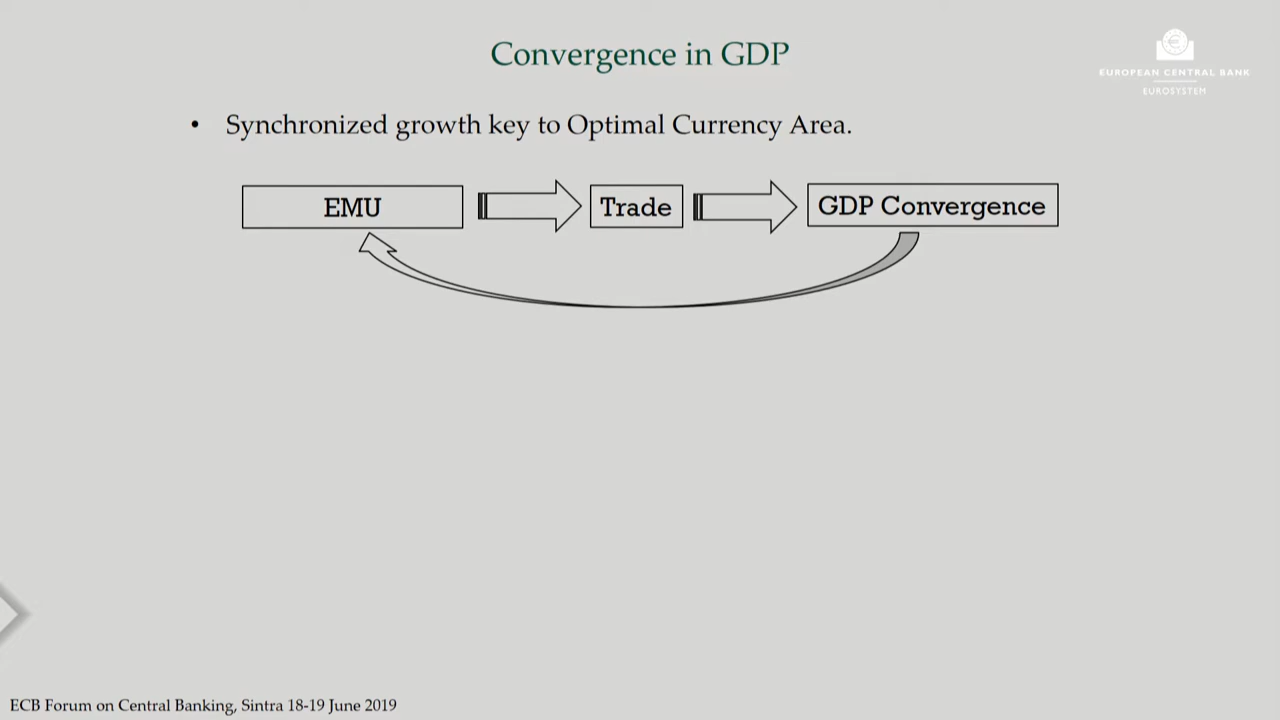 Convergence in GDP
EUROPEAN CENTRAL BANK
EUROSYSTEM
• Synchronized growth key to Optimal Currency Area.
EMU
Trade
GDP Convergence
ECB Forum on Central Banking, Sintra 18-19 June 2019